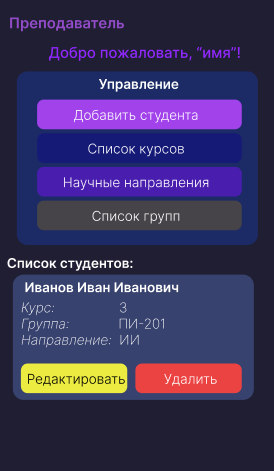 Преподаватель
Добро пожаловать, “имя”!
Управление
Добавить студента
Список курсов
Научные направления
Список групп
Список студентов:
Иванов Иван Иванович
Курс: 3
Группа: ПИ-201
Направление: ИИ
Редактировать Удалить